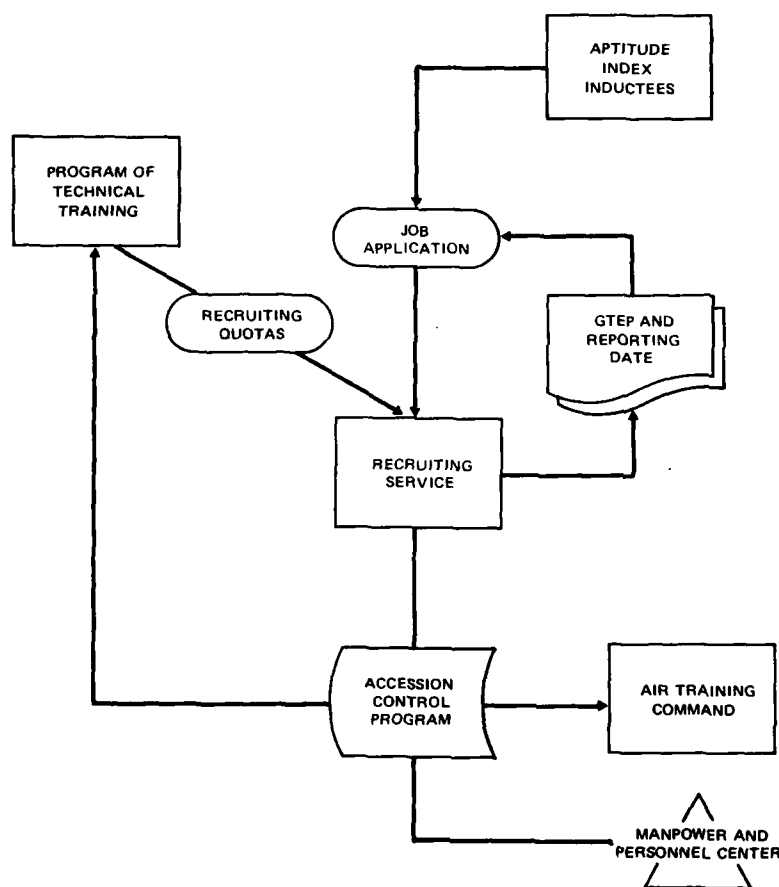 APTITUDE
INDEX
INDUCTEES
PROGRAM OF
TECHNICAL
TRAINING
JOB
APPLICATION
RECRUITING
QUOTAS
GTEP AND
REPORTING
DATE
RECRUITING
SERVICE
ACCESSION
CONTROL
PROGRAM
AIR TRAINING
COMMAND
MANPOWER AND
PERSONNEL CENTER